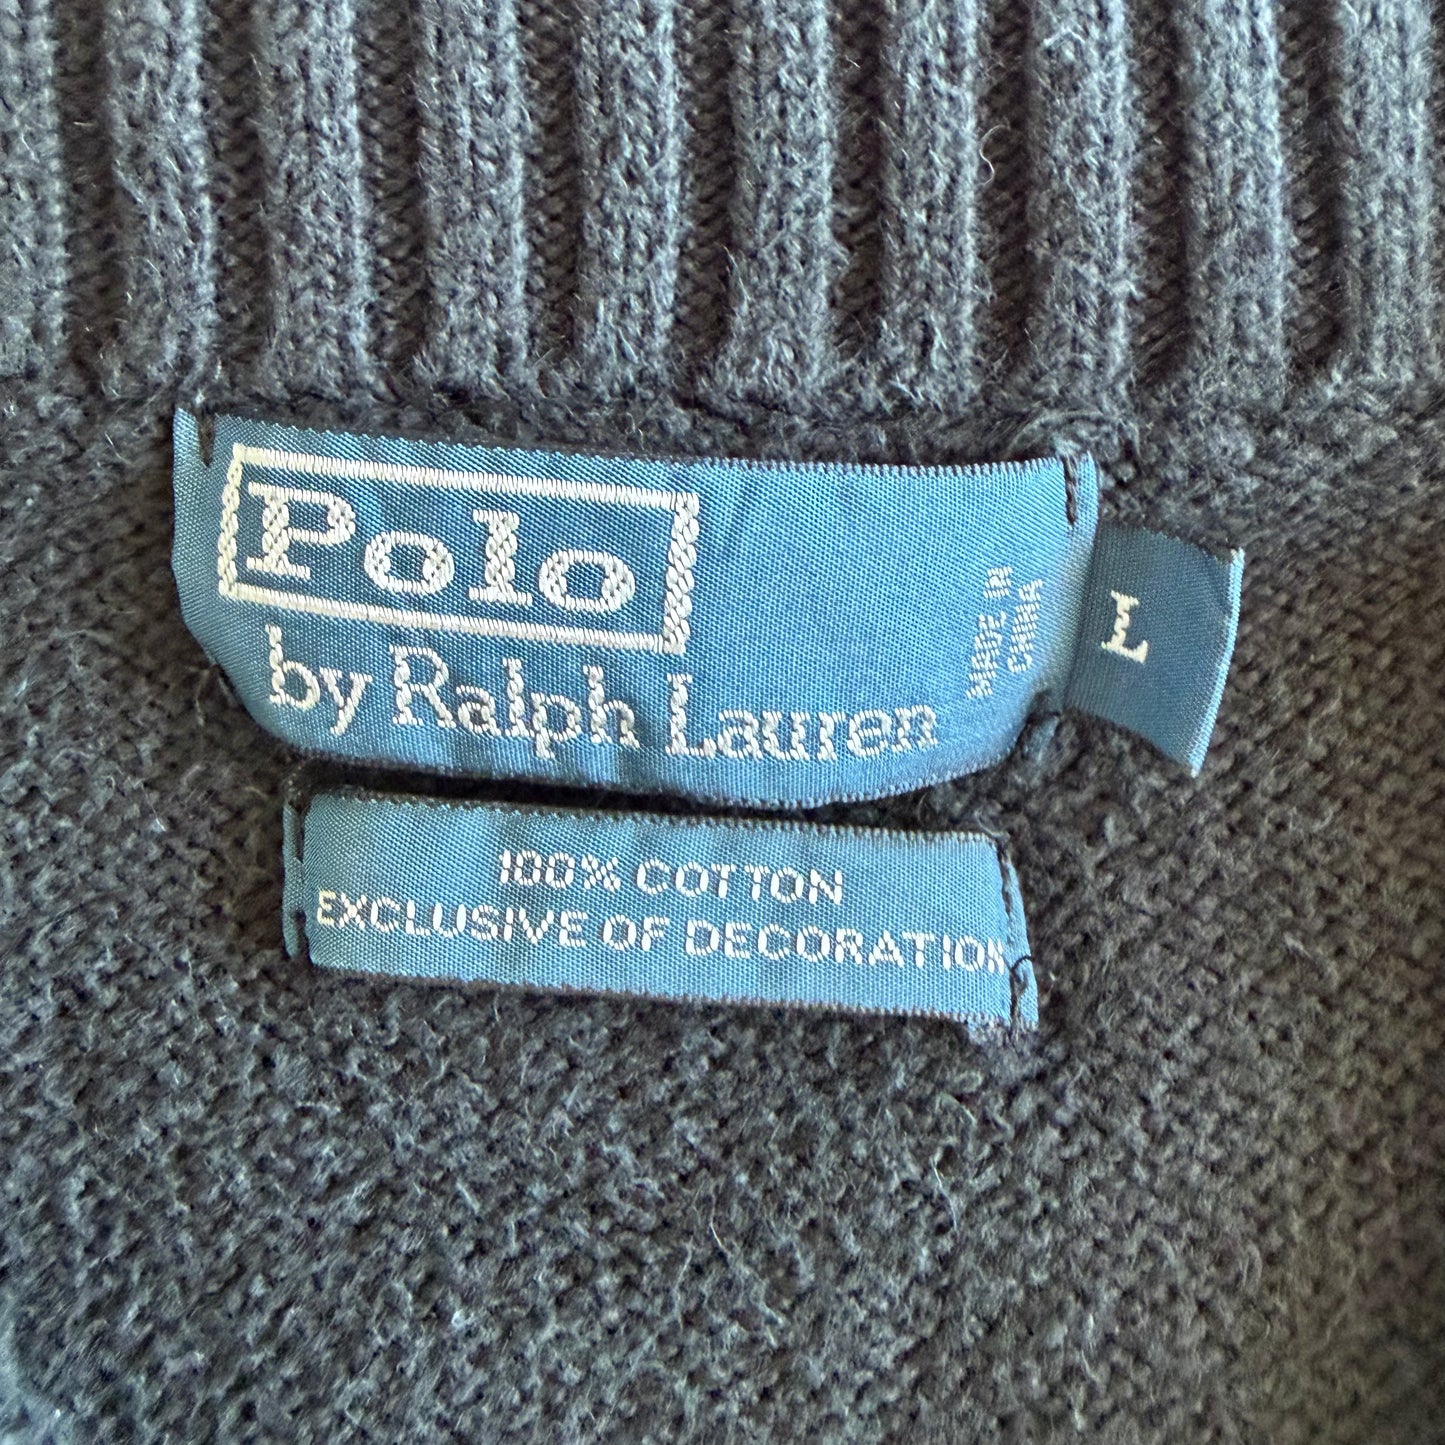 Polo
by Ralph Lauren
MADE IN
CHINA
L
100% COTTON
EXCLUSIVE OF DECORATION